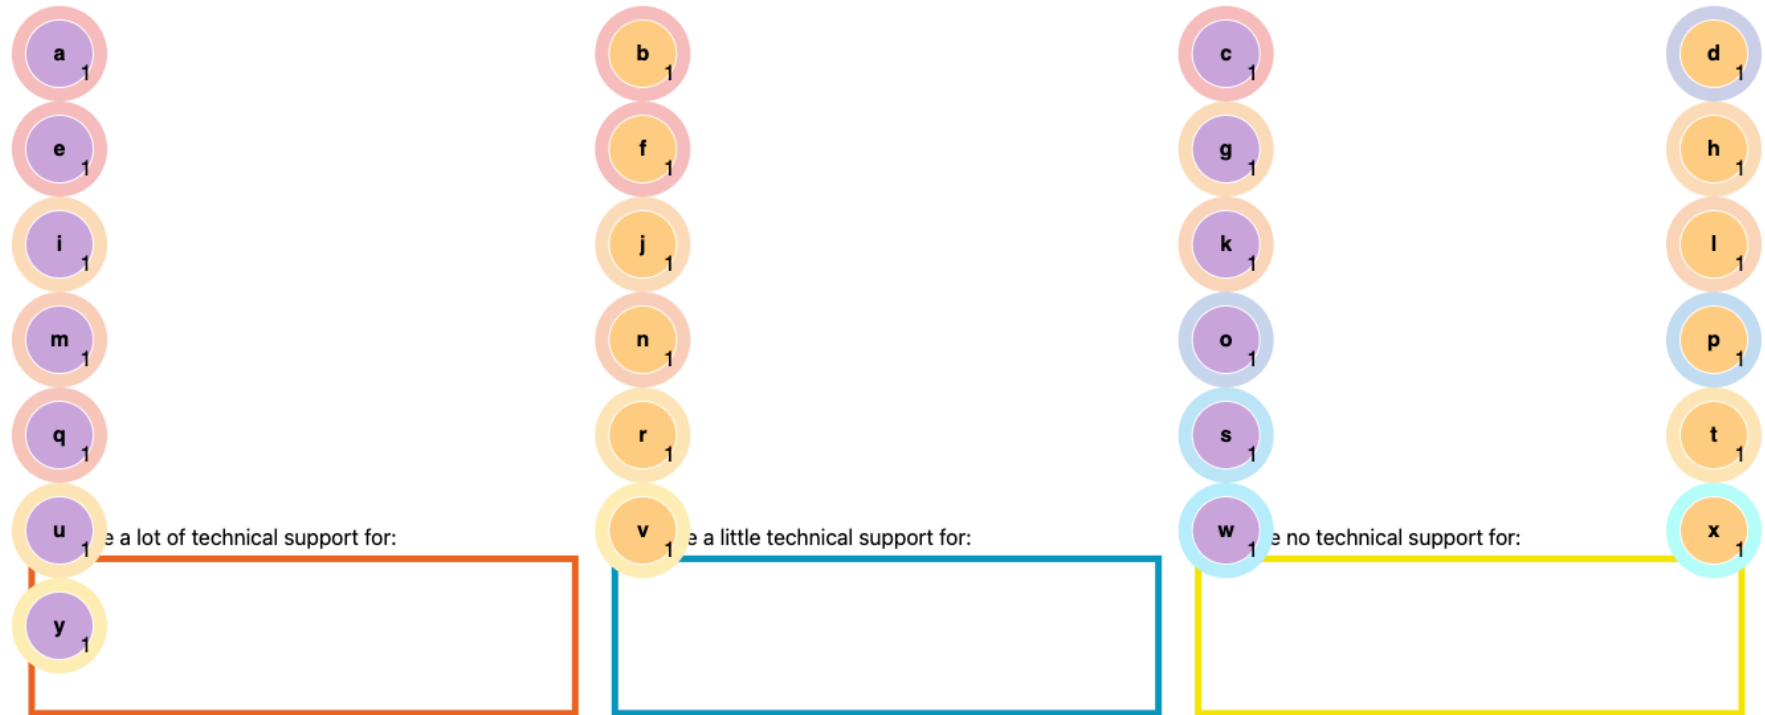 a 1 b 1 c 1 d 1
e 1 f 1 g 1 h 1
i 1 j 1 k 1 l 1
m 1 n 1 o 1 p 1
q 1 r 1 s 1 t 1
u 1 v 1 w 1 x 1
e a lot of technical support for: e a little technical support for: e no technical support for:
y 1